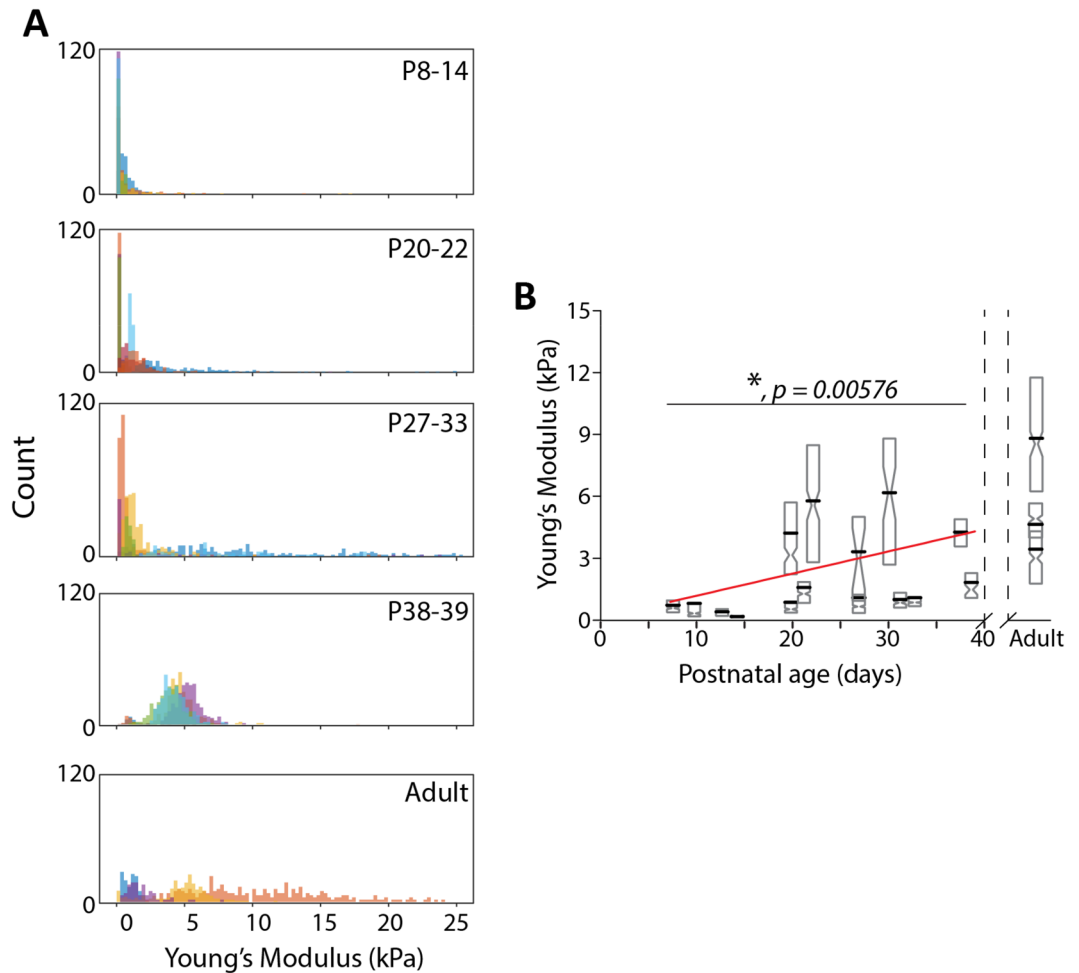 A
120
P8-14
0
120
P20-22
0
120
P27-33
0
120
P38-39
0
120
Adult
0
0 5 10 15 20 25
Count
Young's Modulus (kPa)
B
15
12
9
6
3
0
Young's Modulus (kPa)
*, p = 0.00576
0 10 20 30 40 Adult
Postnatal age (days)